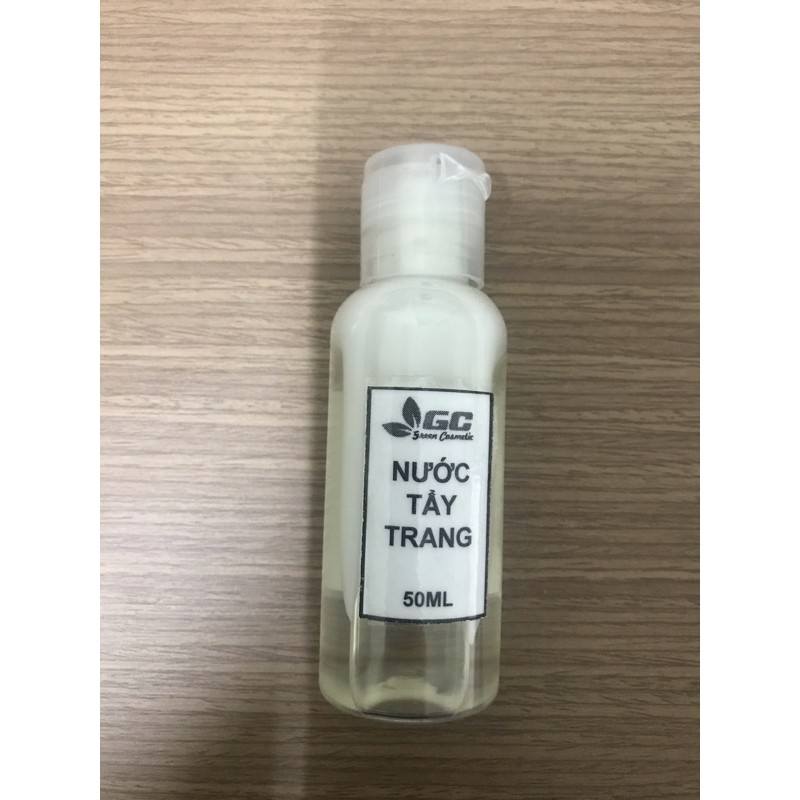 GC
Green Cosmetic
NƯỚC
TẨY
TRANG
50ML